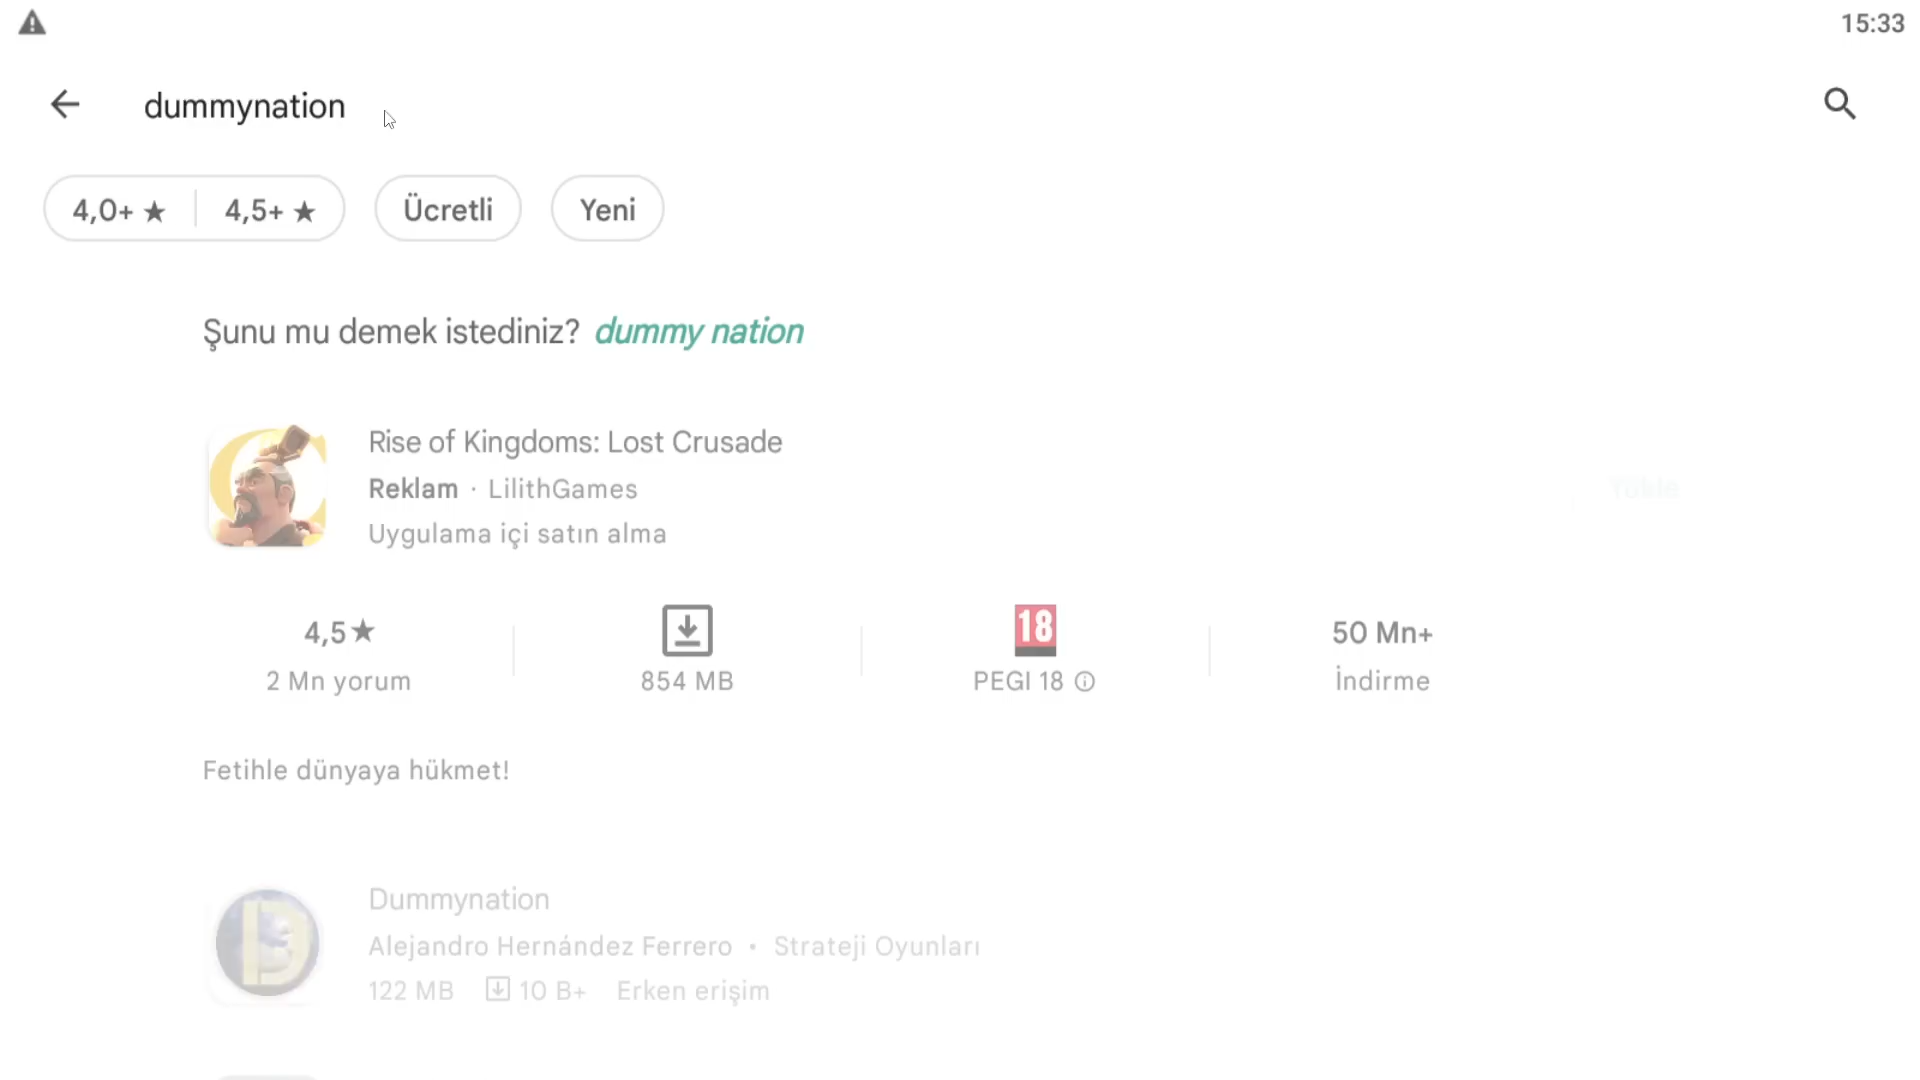 15:33
dummynation
4,0+ ★ 4,5+ ★ Ücretli Yeni
Şunu mu demek istediniz? dummy nation
Rise of Kingdoms: Lost Crusade
Reklam · LilithGames
Yükle
Uygulama içi satın alma
4,5★ 18 50 Mn+
2 Mn yorum 854 MB PEGI 18 İndirme
Fetihle dünyaya hükmet!
Dummynation
Alejandro Hernández Ferrero • Strateji Oyunları
122 MB 10 B+ Erken erişim